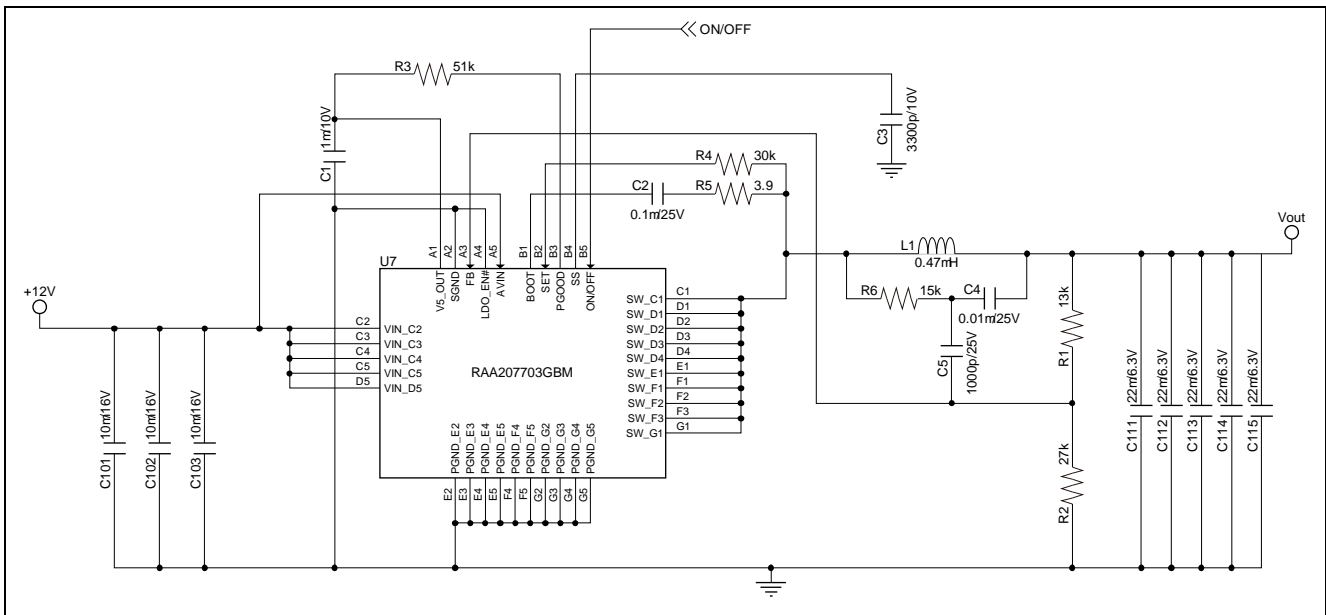 ON/OFF
R3 51k
1m/10V
C1
C3
3300p/10V
R4 30k
C2 R5 3.9
0.1m/25V
A1
A2
A3
A4
A5
B1
B2
B3
B4
B5
U7
V5_OUT
SGND
FB
LDO_EN#
AVIN
BOOT
SET
PGOOD
SS
ON/OFF
+12V
C2 VIN_C2
C3 VIN_C3
C4 VIN_C4
C5 VIN_C5
D5 VIN_D5
RAA207703GBM
SW_C1 C1
SW_D1 D1
SW_D2 D2
SW_D3 D3
SW_D4 D4
SW_E1 E1
SW_F1 F1
SW_F2 F2
SW_F3 F3
SW_G1 G1
PGND_E2
PGND_E3
PGND_E4
PGND_E5
PGND_F4
PGND_F5
PGND_G2
PGND_G3
PGND_G4
PGND_G5
E2
E3
E4
E5
F4
F5
G2
G3
G4
G5
C101 10m/16V
C102 10m/16V
C103 10m/16V
L1
0.47mH
R6 15k
C4
0.01m/25V
C5
1000p/25V
13k
R1
27k
R2
Vout
C111 22m/6.3V
C112 22m/6.3V
C113 22m/6.3V
C114 22m/6.3V
C115 22m/6.3V